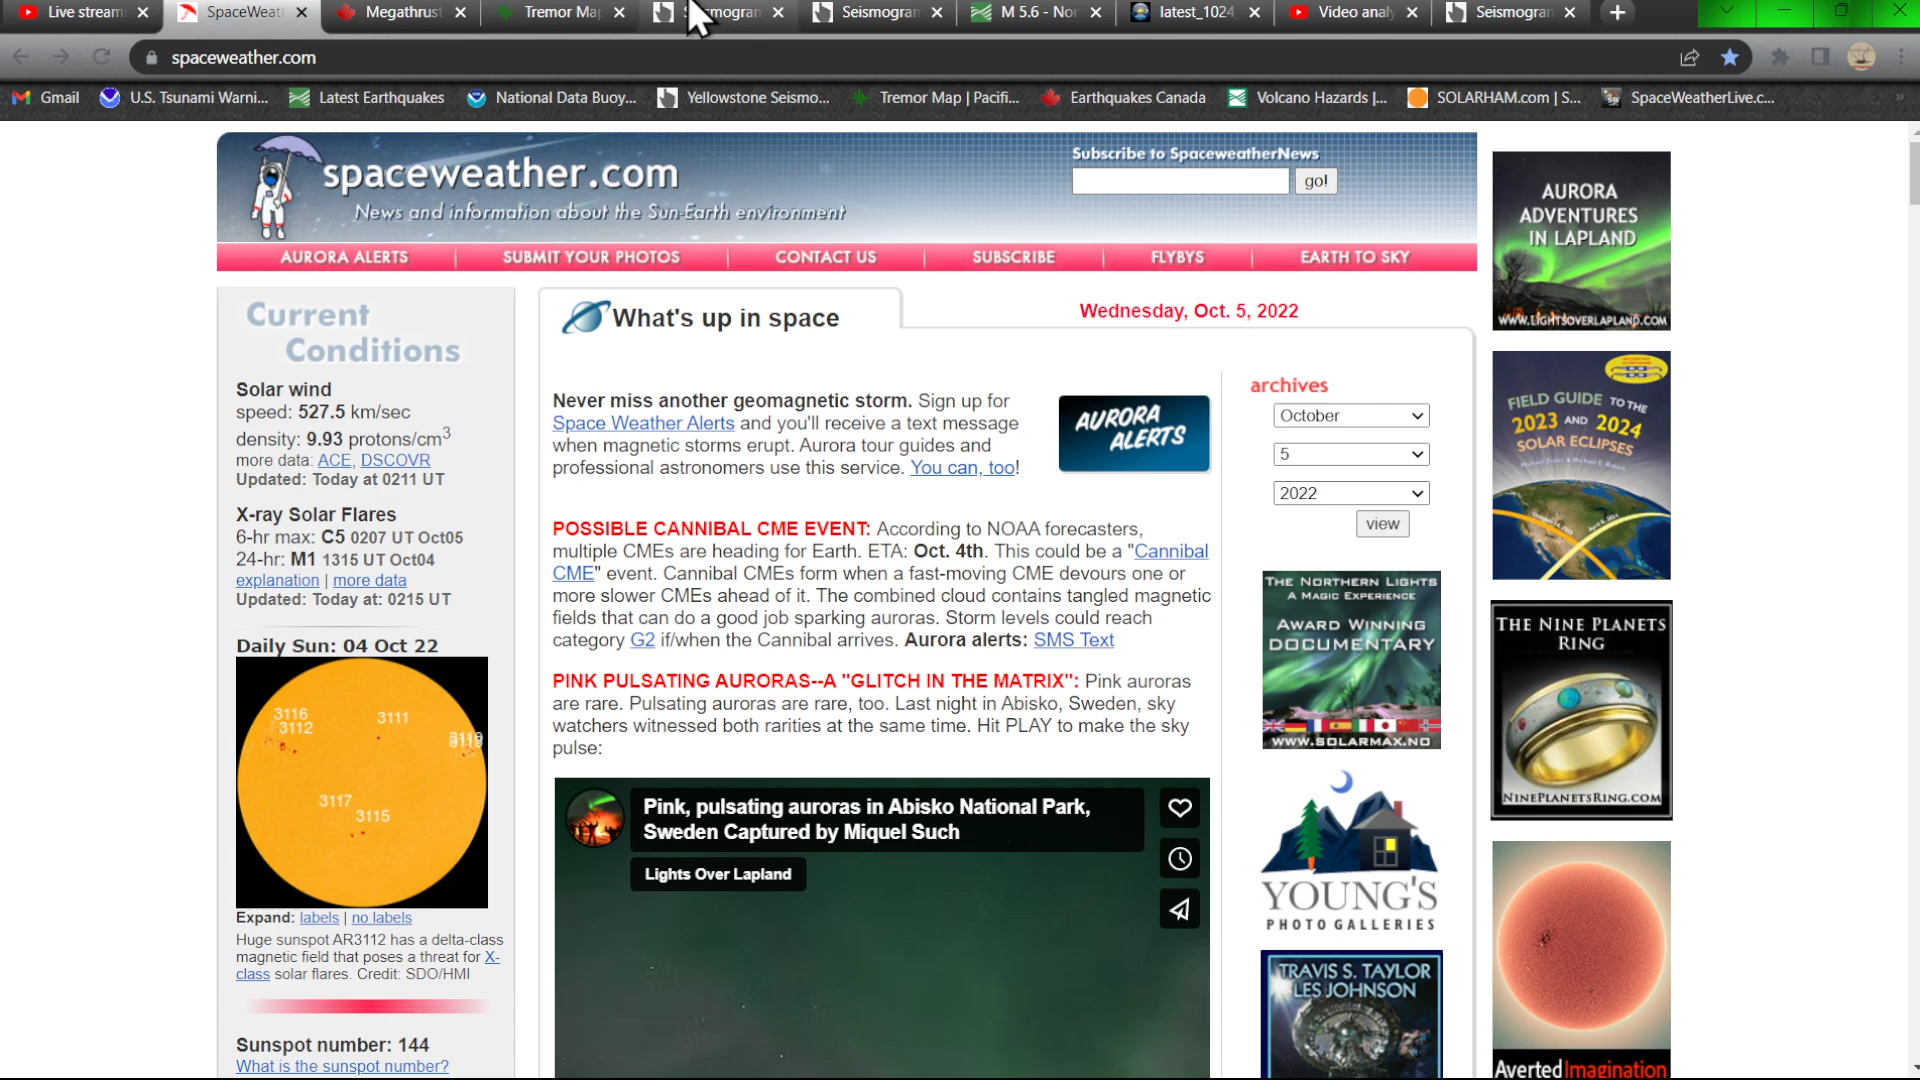 Live stream
SpaceWeat
Megathrus
Tremor Ma
Seismogran
M 5.6 - Nor
latest_1024
Video analy
Seismogran
spaceweather.com
Gmail
U.S. Tsunami Warni...
Latest Earthquakes
National Data Buoy...
Yellowstone Seismo...
Tremor Map | Pacifi...
Earthquakes Canada
Volcano Hazards |...
SOLARHAM.com | S...
SpaceWeatherLive.c...
spaceweather.com
News and information about the Sun-Earth environment
Subscribe to SpaceweatherNews
go!
AURORA ALERTS
SUBMIT YOUR PHOTOS
CONTACT US
SUBSCRIBE
FLYBYS
EARTH TO SKY
Current
Conditions
Solar wind
speed: 527.5 km/sec
density: 9.93 protons/cm3
more data: ACE, DSCOVR
Updated: Today at 0211 UT
X-ray Solar Flares
6-hr max: C5 0207 UT Oct05
24-hr: M1 1315 UT Oct04
explanation | more data
Updated: Today at: 0215 UT
Daily Sun: 04 Oct 22
3116
3112
3111
3117
3115
Expand: labels | no labels
Huge sunspot AR3112 has a delta-class
magnetic field that poses a threat for X-
class solar flares. Credit: SDO/HMI
Sunspot number: 144
What is the sunspot number?
What's up in space
Wednesday, Oct. 5, 2022
Never miss another geomagnetic storm. Sign up for
Space Weather Alerts and you'll receive a text message
when magnetic storms erupt. Aurora tour guides and
professional astronomers use this service. You can, too!
AURORA
ALERTS
POSSIBLE CANNIBAL CME EVENT: According to NOAA forecasters,
multiple CMEs are heading for Earth. ETA: Oct. 4th. This could be a "Cannibal
CME" event. Cannibal CMEs form when a fast-moving CME devours one or
more slower CMEs ahead of it. The combined cloud contains tangled magnetic
fields that can do a good job sparking auroras. Storm levels could reach
category G2 if/when the Cannibal arrives. Aurora alerts: SMS Text
PINK PULSATING AURORAS--A "GLITCH IN THE MATRIX": Pink auroras
are rare. Pulsating auroras are rare, too. Last night in Abisko, Sweden, sky
watchers witnessed both rarities at the same time. Hit PLAY to make the sky
pulse:
Pink, pulsating auroras in Abisko National Park,
Sweden Captured by Miquel Such
Lights Over Lapland
archives
October
5
2022
view
THE NORTHERN LIGHTS
A MAGIC EXPERIENCE
AWARD WINNING
DOCUMENTARY
WWW.SOLARMAX.NO
YOUNG'S
PHOTO GALLERIES
TRAVIS S. TAYLOR
LES JOHNSON
AURORA
ADVENTURES
IN LAPLAND
WWW.LIGHTSOVERLAPLAND.COM
FIELD GUIDE TO THE
2023 AND 2024
SOLAR ECLIPSES
THE NINE PLANETS
RING
NINEPLANETSRING.COM
AvertedImagination